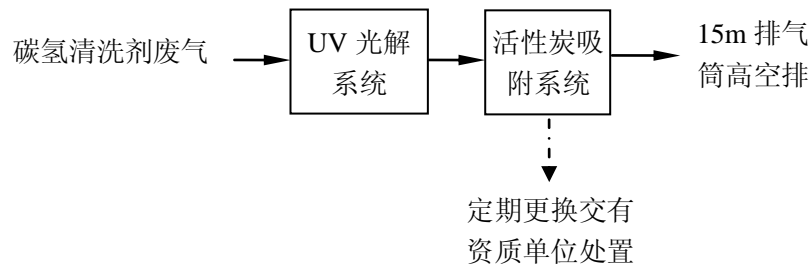 碳氢清洗剂废气
UV 光解
系统
活性炭吸
附系统
15m 排气
筒高空排
定期更换交有
资质单位处置